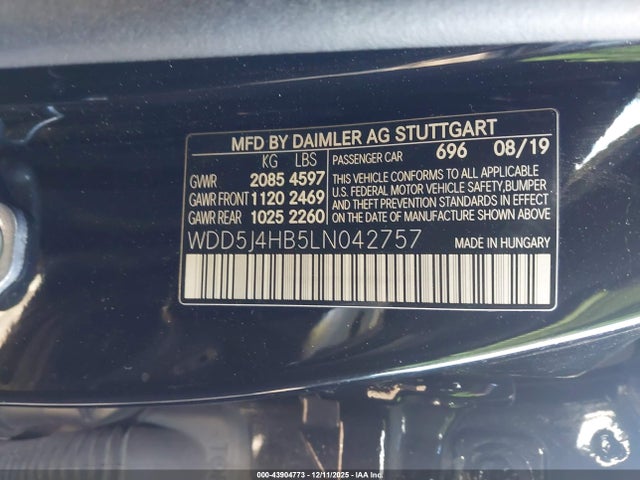 MFD BY DAIMLER AG STUTTGART
KG LBS PASSENGER CAR 696 08/19
GVWR 2085 4597
GAWR FRONT 1120 2469
GAWR REAR 1025 2260
THIS VEHICLE CONFORMS TO ALL APPLICABLE
U.S. FEDERAL MOTOR VEHICLE SAFETY, BUMPER
AND THEFT PREVENTION STANDARDS IN EFFECT
ON THE DATE OF MANUFACTURE SHOWN ABOVE.
WDD5J4HB5LN042757 MADE IN HUNGARY
000-43904773 - 12/11/2025 - IAA Inc.